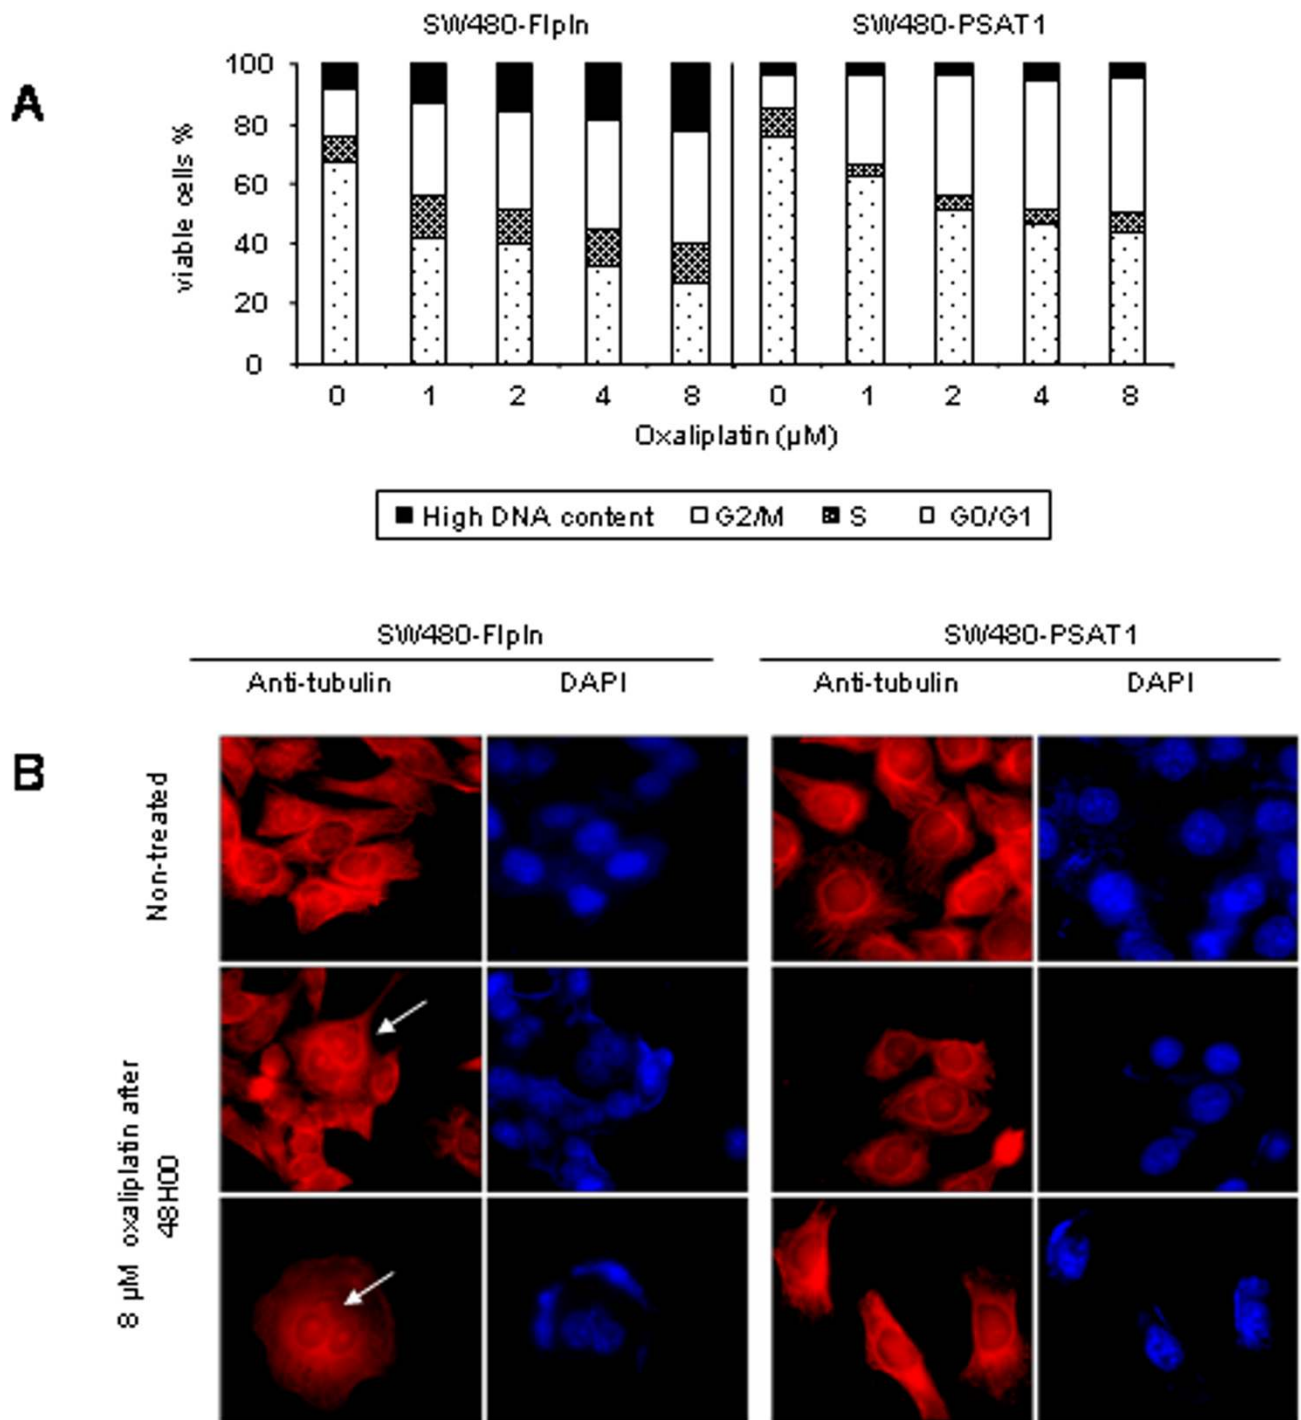 SW480-FlpIn SW480-PSAT1
A
100
80
60
40
20
0
viable cells %
0 1 2 4 8 0 1 2 4 8
Oxaliplatin (µM)
High DNA content G2/M S G0/G1
SW480-FlpIn SW480-PSAT1
Anti-tubulin DAPI Anti-tubulin DAPI
B
Non-treated
8 µM oxaliplatin after
48H00